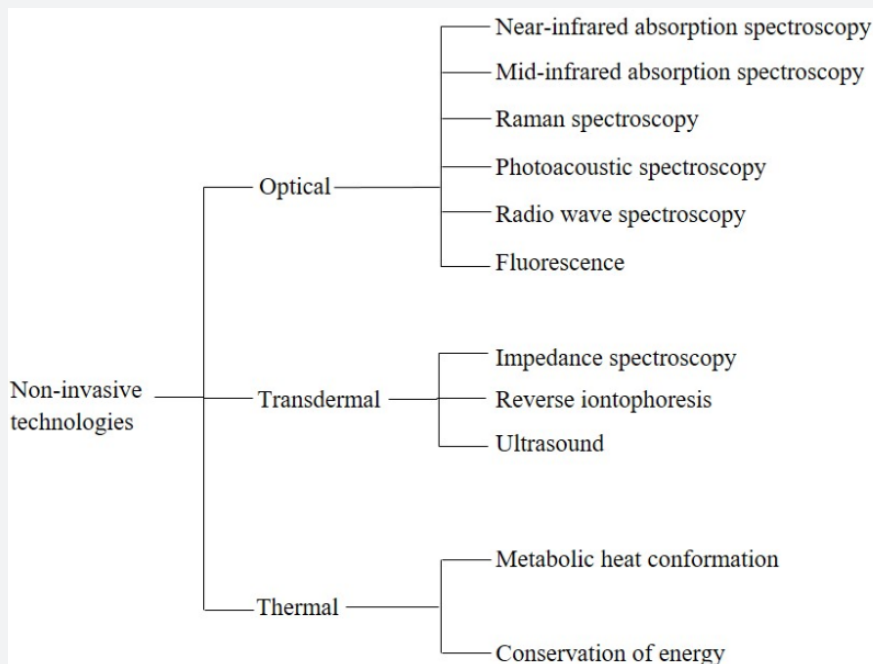 Near-infrared absorption spectroscopy
Mid-infrared absorption spectroscopy
Raman spectroscopy
Optical
Photoacoustic spectroscopy
Radio wave spectroscopy
Fluorescence
Non-invasive
technologies
Transdermal
Impedance spectroscopy
Reverse iontophoresis
Ultrasound
Thermal
Metabolic heat conformation
Conservation of energy